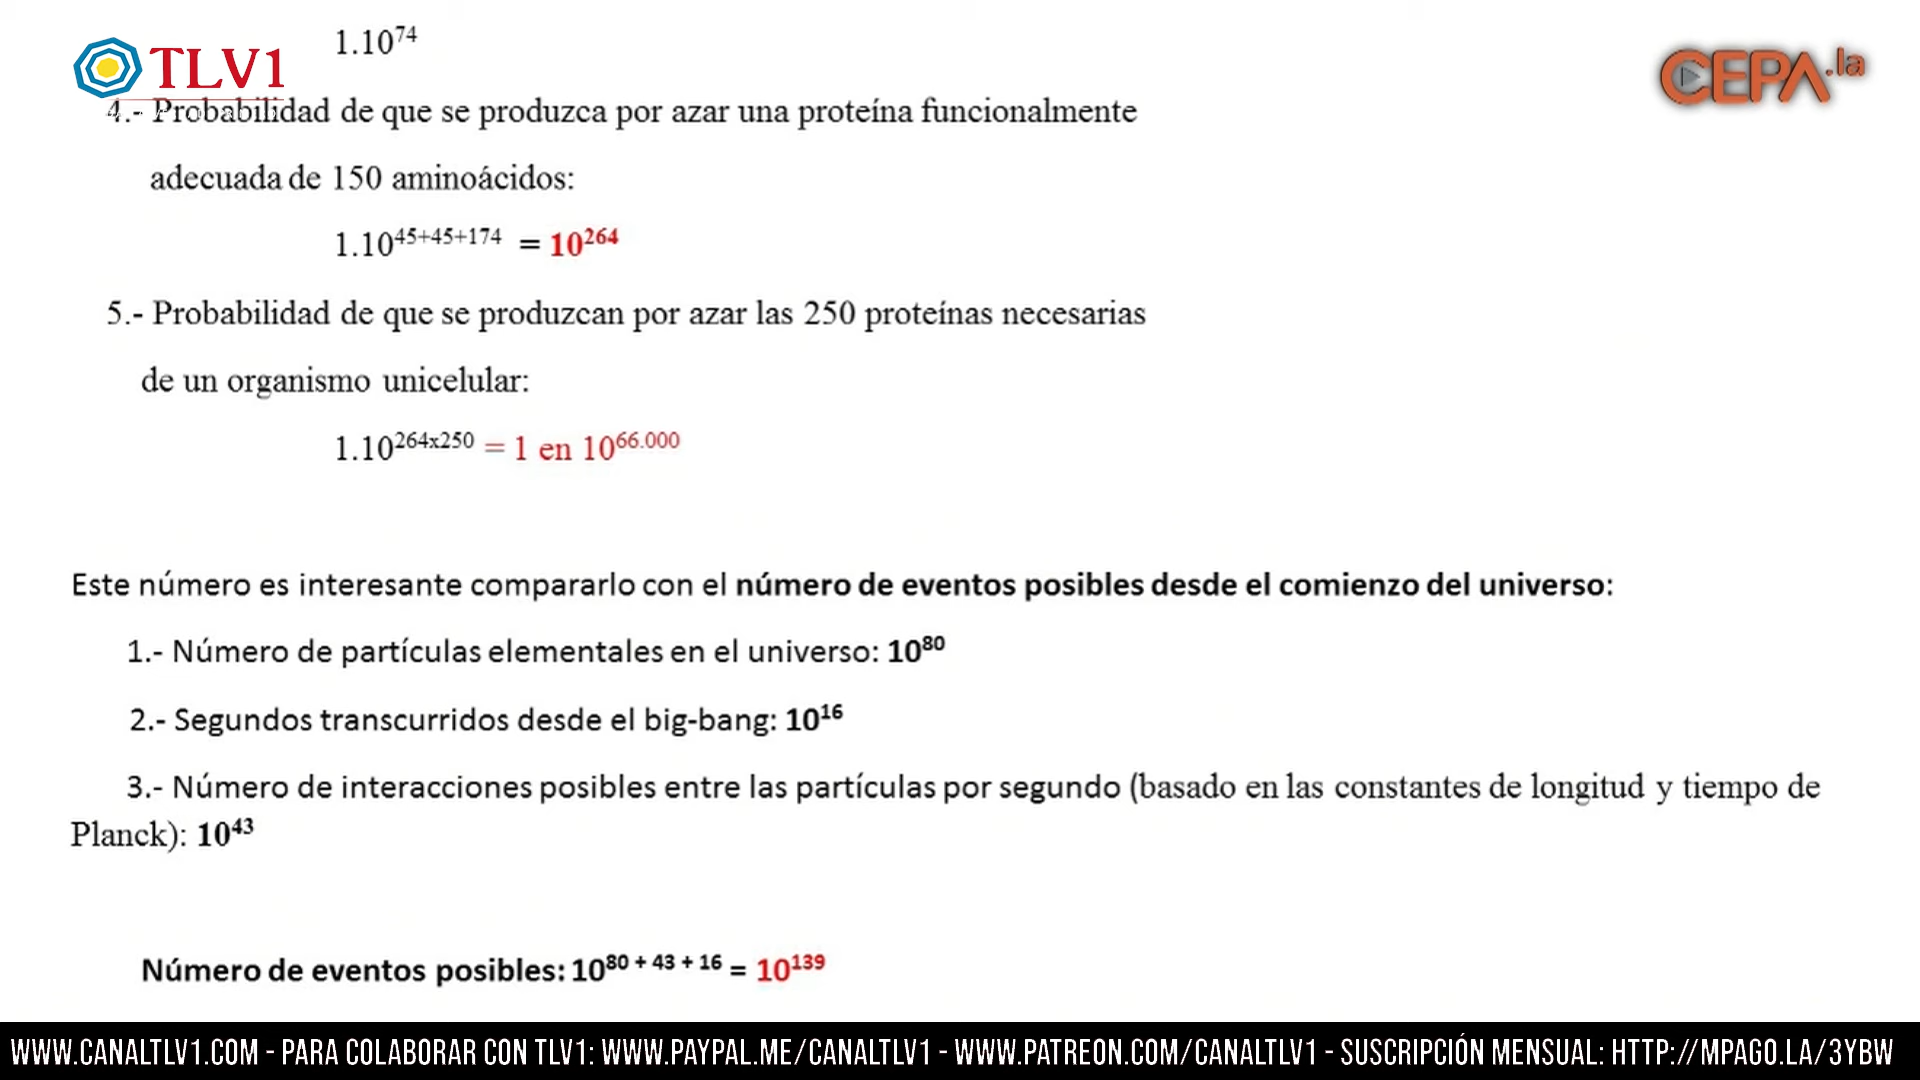 1.10⁷⁴
TLV1
CEPA.la
4.- Probabilidad de que se produzca por azar una proteína funcionalmente
adecuada de 150 aminoácidos:
1.10⁴⁵⁺⁴⁵⁺¹⁷⁴ = 10²⁶⁴
5.- Probabilidad de que se produzcan por azar las 250 proteínas necesarias
de un organismo unicelular:
1.10²⁶⁴ˣ²⁵⁰ = 1 en 10⁶⁶·⁰⁰⁰
Este número es interesante compararlo con el número de eventos posibles desde el comienzo del universo:
1.- Número de partículas elementales en el universo: 10⁸⁰
2.- Segundos transcurridos desde el big-bang: 10¹⁶
3.- Número de interacciones posibles entre las partículas por segundo (basado en las constantes de longitud y tiempo de
Planck): 10⁴³
Número de eventos posibles: 10⁸⁰ ⁺ ⁴³ ⁺ ¹⁶ = 10¹³⁹
WWW.CANALTLV1.COM - PARA COLABORAR CON TLV1: WWW.PAYPAL.ME/CANALTLV1 - WWW.PATREON.COM/CANALTLV1 - SUSCRIPCIÓN MENSUAL: HTTP://MPAGO.LA/3YBW